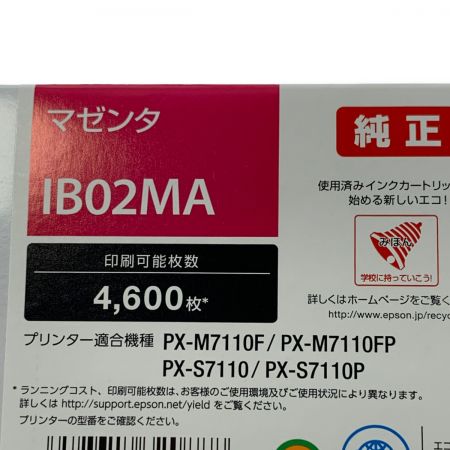 マゼンタ
純正
IB02MA
使用済みインクカートリッ
始める新しいエコ!
みほん
学校に持っていこう!
印刷可能枚数
4,600枚*
詳しくはホームページをご覧く
http://www.epson.jp/recyc
プリンター適合機種 PX-M7110F / PX-M7110FP
PX-S7110 / PX-S7110P
* ランニングコスト、印刷可能枚数は、お客様のご使用環境及びご使用状況により異なります。
詳しくは http://support.epson.net/yield をご覧ください。
プリンターの型番をご確認ください。
エコ